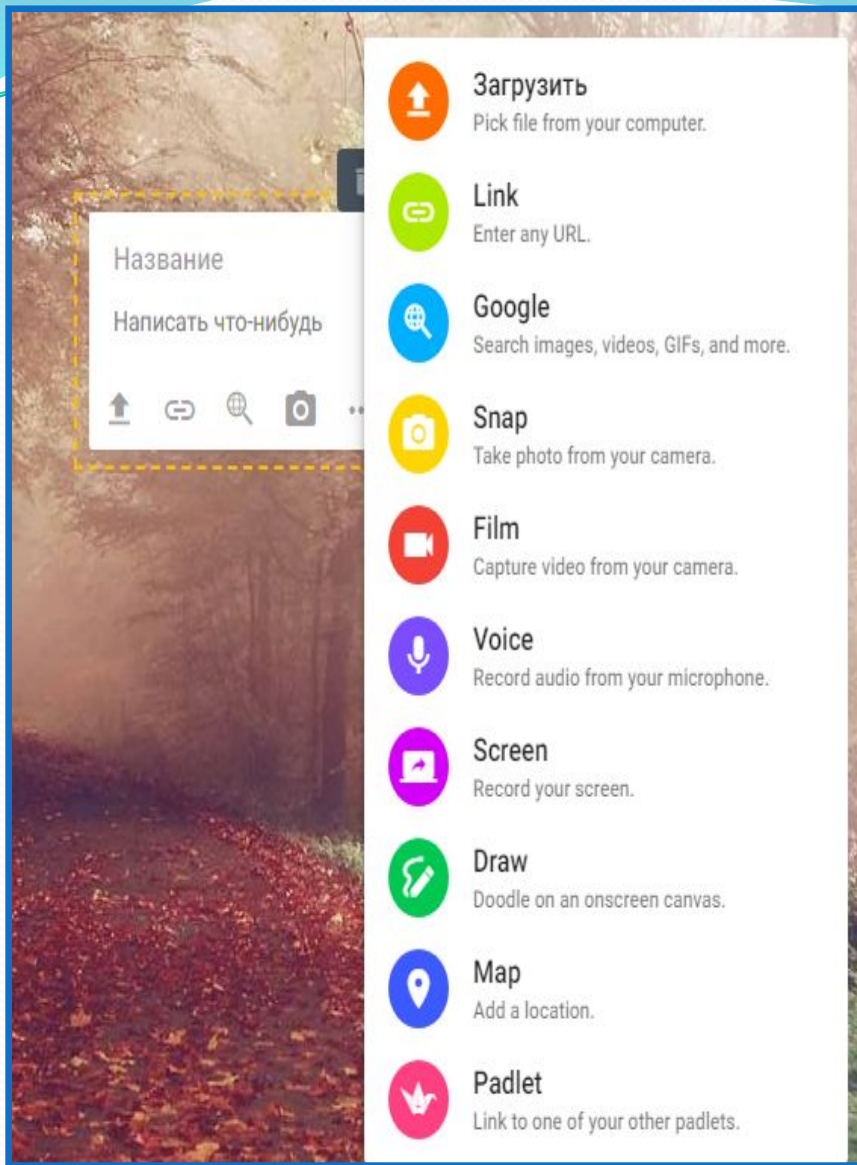 Название
Написать что-нибудь
Загрузить
Pick file from your computer.
Link
Enter any URL.
Google
Search images, videos, GIFs, and more.
Snap
Take photo from your camera.
Film
Capture video from your camera.
Voice
Record audio from your microphone.
Screen
Record your screen.
Draw
Doodle on an onscreen canvas.
Map
Add a location.
Padlet
Link to one of your other padlets.